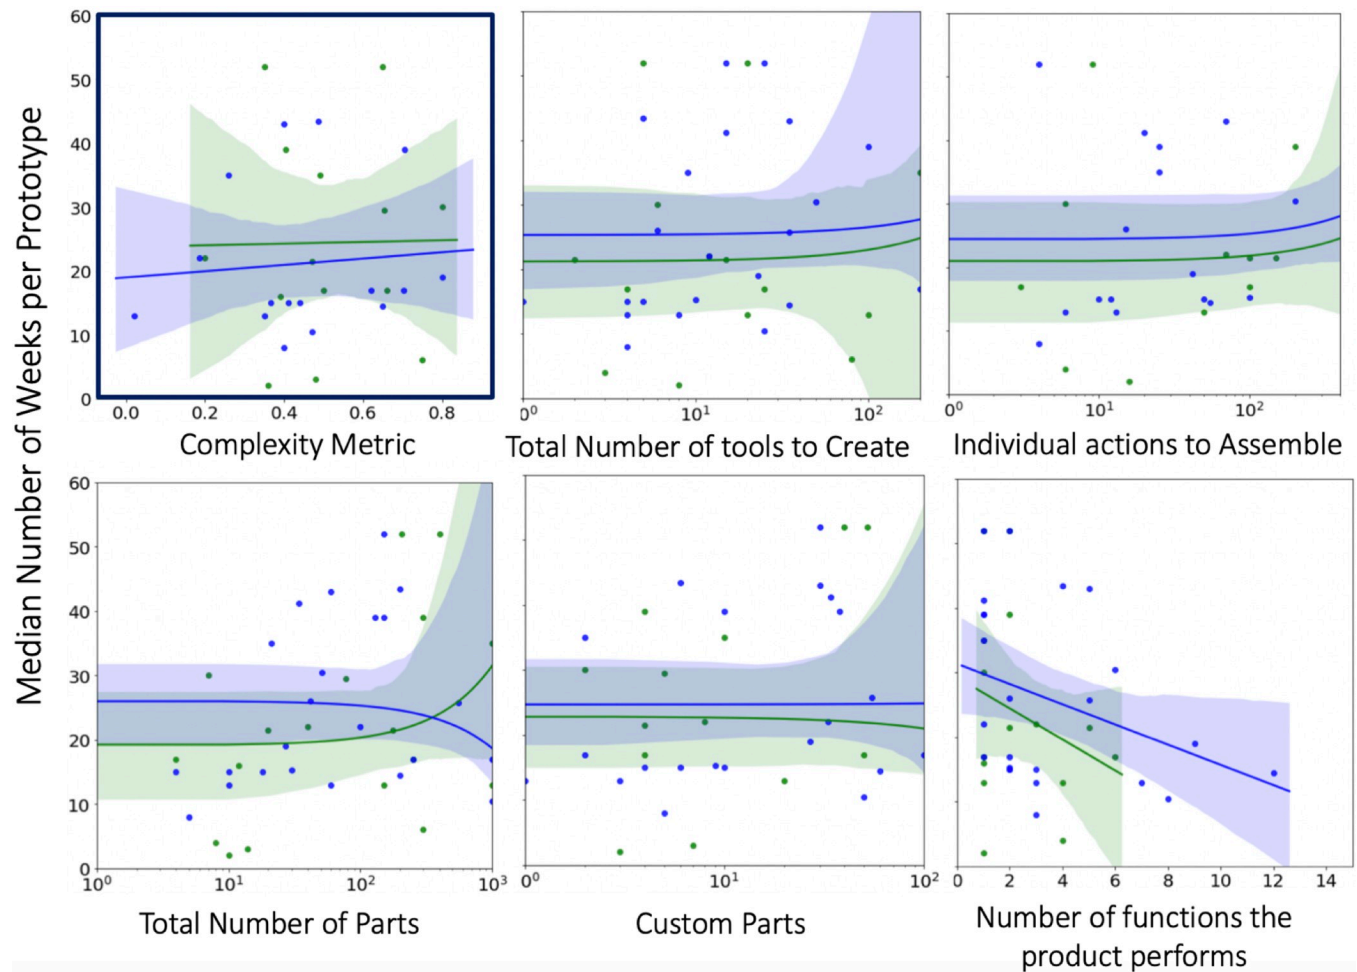 Median Number of Weeks per Prototype
60
50
40
30
20
10
0
0.0 0.2 0.4 0.6 0.8
Complexity Metric
10⁰ 10¹ 10²
Total Number of tools to Create
10⁰ 10¹ 10²
Individual actions to Assemble
60
50
40
30
20
10
0
10⁰ 10¹ 10² 10³
Total Number of Parts
10⁰ 10¹ 10²
Custom Parts
0 2 4 6 8 10 12 14
Number of functions the
product performs